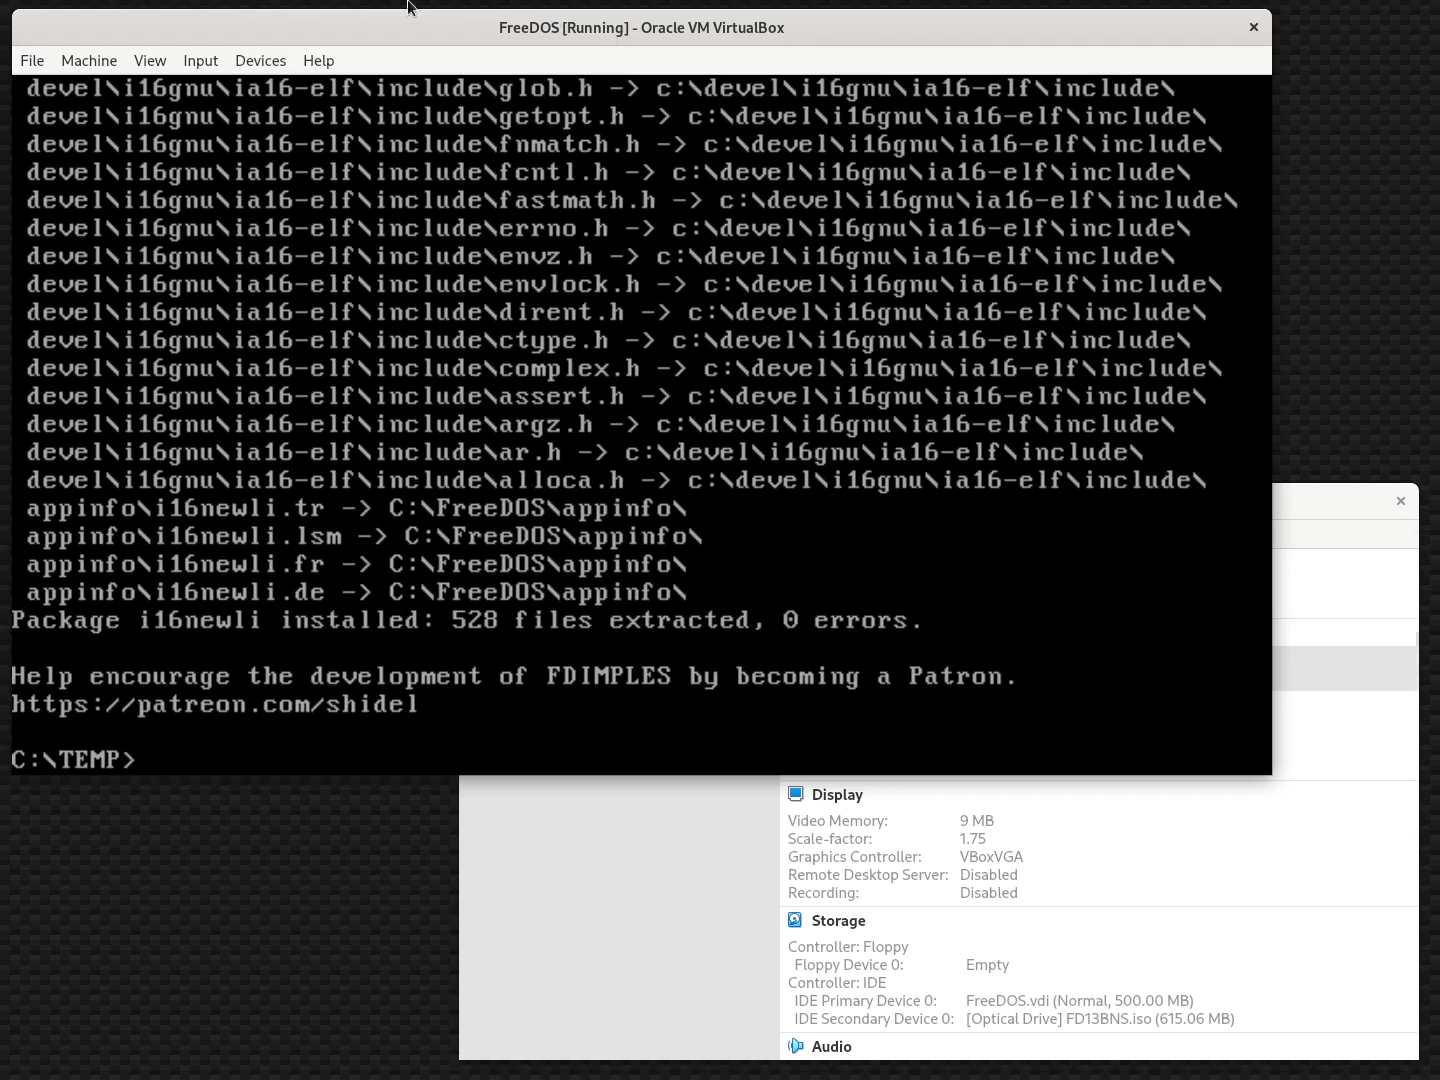 FreeDOS [Running] - Oracle VM VirtualBox
File Machine View Input Devices Help
devel\i16gnu\ia16-elf\include\glob.h -> c:\devel\i16gnu\ia16-elf\include\
devel\i16gnu\ia16-elf\include\getopt.h -> c:\devel\i16gnu\ia16-elf\include\
devel\i16gnu\ia16-elf\include\fnmatch.h -> c:\devel\i16gnu\ia16-elf\include\
devel\i16gnu\ia16-elf\include\fcntl.h -> c:\devel\i16gnu\ia16-elf\include\
devel\i16gnu\ia16-elf\include\fastmath.h -> c:\devel\i16gnu\ia16-elf\include\
devel\i16gnu\ia16-elf\include\errno.h -> c:\devel\i16gnu\ia16-elf\include\
devel\i16gnu\ia16-elf\include\envz.h -> c:\devel\i16gnu\ia16-elf\include\
devel\i16gnu\ia16-elf\include\envlock.h -> c:\devel\i16gnu\ia16-elf\include\
devel\i16gnu\ia16-elf\include\dirent.h -> c:\devel\i16gnu\ia16-elf\include\
devel\i16gnu\ia16-elf\include\ctype.h -> c:\devel\i16gnu\ia16-elf\include\
devel\i16gnu\ia16-elf\include\complex.h -> c:\devel\i16gnu\ia16-elf\include\
devel\i16gnu\ia16-elf\include\assert.h -> c:\devel\i16gnu\ia16-elf\include\
devel\i16gnu\ia16-elf\include\argz.h -> c:\devel\i16gnu\ia16-elf\include\
devel\i16gnu\ia16-elf\include\ar.h -> c:\devel\i16gnu\ia16-elf\include\
devel\i16gnu\ia16-elf\include\alloca.h -> c:\devel\i16gnu\ia16-elf\include\
appinfo\i16newli.tr -> C:\FreeDOS\appinfo\
appinfo\i16newli.lsm -> C:\FreeDOS\appinfo\
appinfo\i16newli.fr -> C:\FreeDOS\appinfo\
appinfo\i16newli.de -> C:\FreeDOS\appinfo\
Package i16newli installed: 528 files extracted, 0 errors.
Help encourage the development of FDIMPLES by becoming a Patron.
https://patreon.com/shidel
C:\TEMP>
Display
Video Memory: 9 MB
Scale-factor: 1.75
Graphics Controller: VBoxVGA
Remote Desktop Server: Disabled
Recording: Disabled
Storage
Controller: Floppy
Floppy Device 0: Empty
Controller: IDE
IDE Primary Device 0: FreeDOS.vdi (Normal, 500.00 MB)
IDE Secondary Device 0: [Optical Drive] FD13BNS.iso (615.06 MB)
Audio